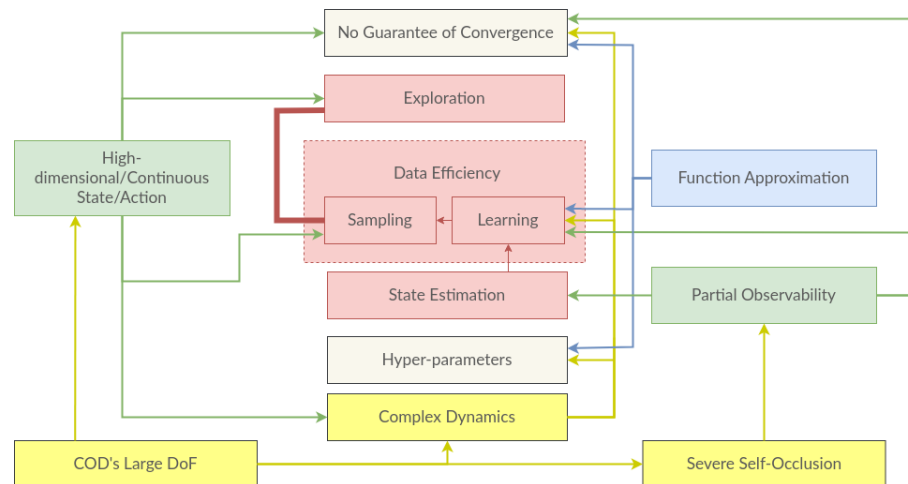 No Guarantee of Convergence
Exploration
High-
dimensional/Continuous
State/Action
Data Efficiency
Function Approximation
Sampling
Learning
State Estimation
Partial Observability
Hyper-parameters
Complex Dynamics
COD's Large DoF
Severe Self-Occlusion